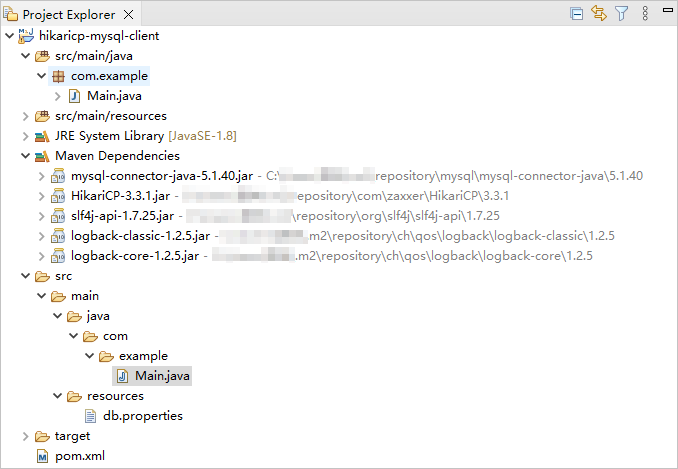 Project Explorer
hikaricp-mysql-client
src/main/java
com.example
Main.java
src/main/resources
JRE System Library [JavaSE-1.8]
Maven Dependencies
mysql-connector-java-5.1.40.jar - C:\ repository\mysql\mysql-connector-java\5.1.40
HikariCP-3.3.1.jar - epository\com\zaxxer\HikariCP\3.3.1
slf4j-api-1.7.25.jar - \repository\org\slf4j\slf4j-api\1.7.25
logback-classic-1.2.5.jar - .m2\repository\ch\qos\logback\logback-classic\1.2.5
logback-core-1.2.5.jar - .m2\repository\ch\qos\logback\logback-core\1.2.5
src
main
java
com
example
Main.java
resources
db.properties
target
pom.xml